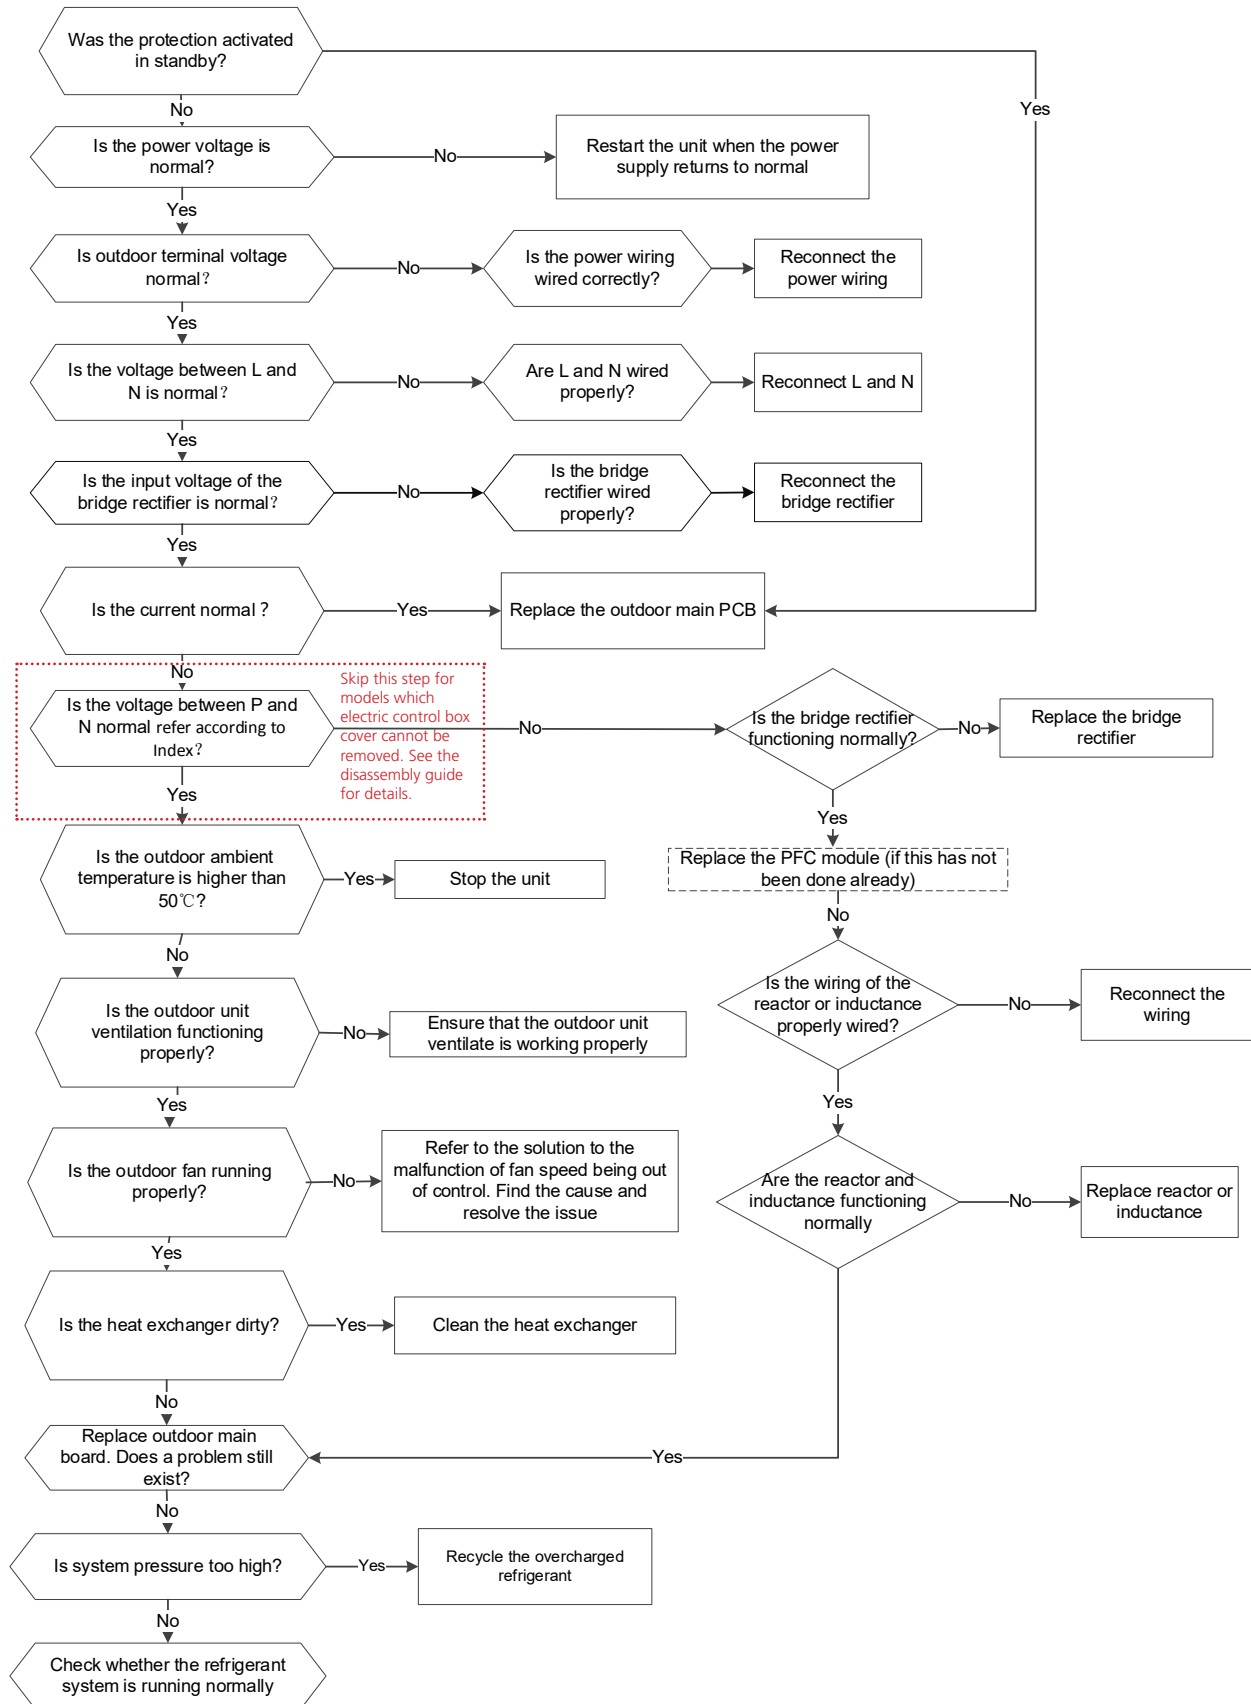 Was the protection activated
in standby?
Yes
No
Is the power voltage is
normal?
No
Restart the unit when the power
supply returns to normal
Yes
Is outdoor terminal voltage
normal?
No
Is the power wiring
wired correctly?
Reconnect the
power wiring
Yes
Is the voltage between L and
N is normal?
No
Are L and N wired
properly?
Reconnect L and N
Yes
Is the input voltage of the
bridge rectifier is normal?
No
Is the bridge
rectifier wired
properly?
Reconnect the
bridge rectifier
Yes
Is the current normal ?
Yes
Replace the outdoor main PCB
No
Is the voltage between P and
N normal refer according to
Index?
Skip this step for
models which
electric control box
cover cannot be
removed. See the
disassembly guide
for details.
No
Is the bridge rectifier
functioning normally?
No
Replace the bridge
rectifier
Yes
Yes
Is the outdoor ambient
temperature is higher than
50℃?
Yes
Stop the unit
Replace the PFC module (if this has not
been done already)
No
No
Is the outdoor unit
ventilation functioning
properly?
No
Ensure that the outdoor unit
ventilate is working properly
Is the wiring of the
reactor or inductance
properly wired?
No
Reconnect the
wiring
Yes
Yes
Is the outdoor fan running
properly?
No
Refer to the solution to the
malfunction of fan speed being out
of control. Find the cause and
resolve the issue
Are the reactor and
inductance functioning
normally
No
Replace reactor or
inductance
Yes
Is the heat exchanger dirty?
Yes
Clean the heat exchanger
No
Replace outdoor main
board. Does a problem still
exist?
Yes
No
Is system pressure too high?
Yes
Recycle the overcharged
refrigerant
No
Check whether the refrigerant
system is running normally